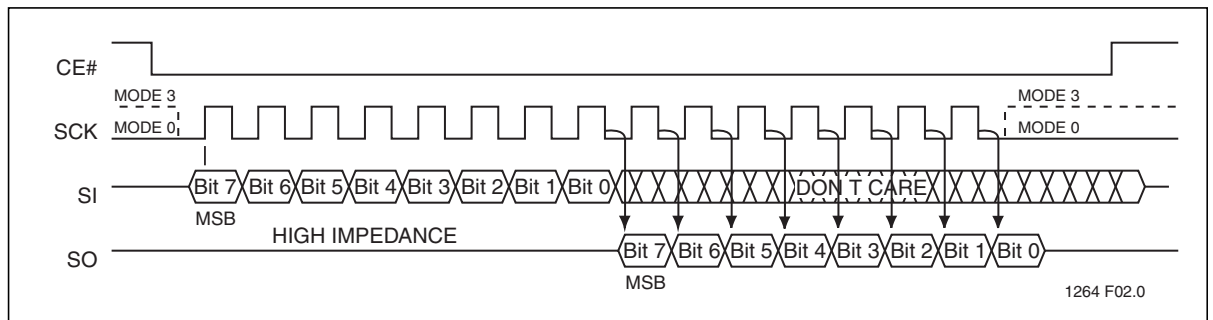 CE#
MODE 3
MODE 3
SCK
MODE 0
MODE 0
SI
Bit 7 Bit 6 Bit 5 Bit 4 Bit 3 Bit 2 Bit 1 Bit 0 DON T CARE
MSB
HIGH IMPEDANCE
SO
Bit 7 Bit 6 Bit 5 Bit 4 Bit 3 Bit 2 Bit 1 Bit 0
MSB
1264 F02.0